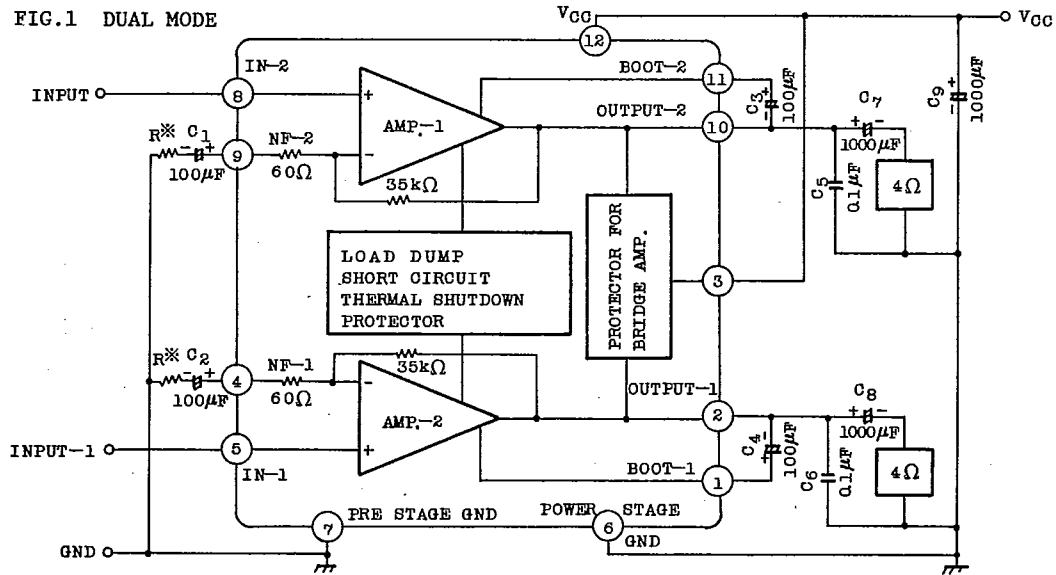 FIG.1 DUAL MODE
VCC
VCC
12
IN-2
BOOT-2
11
INPUT
8
+
AMP.-1
OUTPUT-2
10
C3
+
-
100μF
C7
+ -
1000μF
C9
+
-
1000μF
R※ C1
- +
100μF
9
NF-2
60Ω
-
35kΩ
C5
0.1μF
4Ω
LOAD DUMP
SHORT CIRCUIT
THERMAL SHUTDOWN
PROTECTOR
PROTECTOR FOR
BRIDGE AMP.
3
R※ C2
- +
100μF
4
NF-1
60Ω
-
35kΩ
AMP.-2
OUTPUT-1
2
C4
-
+
100μF
C8
+ -
1000μF
C6
0.1μF
4Ω
INPUT-1
5
+
IN-1
BOOT-1
1
7
PRE STAGE GND
POWER STAGE
6
GND
GND